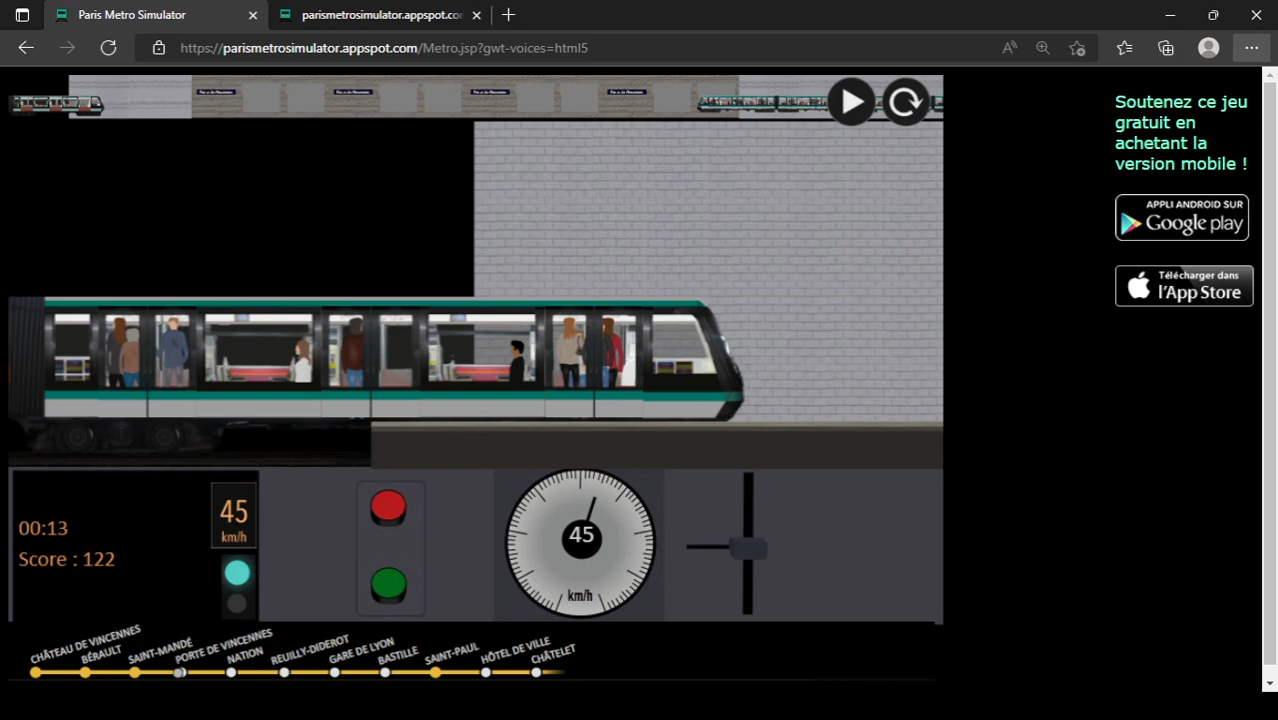 Paris Metro Simulator
parismetrosimulator.appspot.co
https://parismetrosimulator.appspot.com/Metro.jsp?gwt-voices=html5
Soutenez ce jeu
gratuit en
achetant la
version mobile !
APPLI ANDROID SUR
Google play
Télécharger dans
l'App Store
00:13
Score : 122
45
km/h
45
km/h
CHÂTEAU DE VINCENNES
BÉRAULT
SAINT-MANDÉ
PORTE DE VINCENNES
NATION
REUILLY-DIDEROT
GARE DE LYON
BASTILLE
SAINT-PAUL
HÔTEL DE VILLE
CHÂTELET